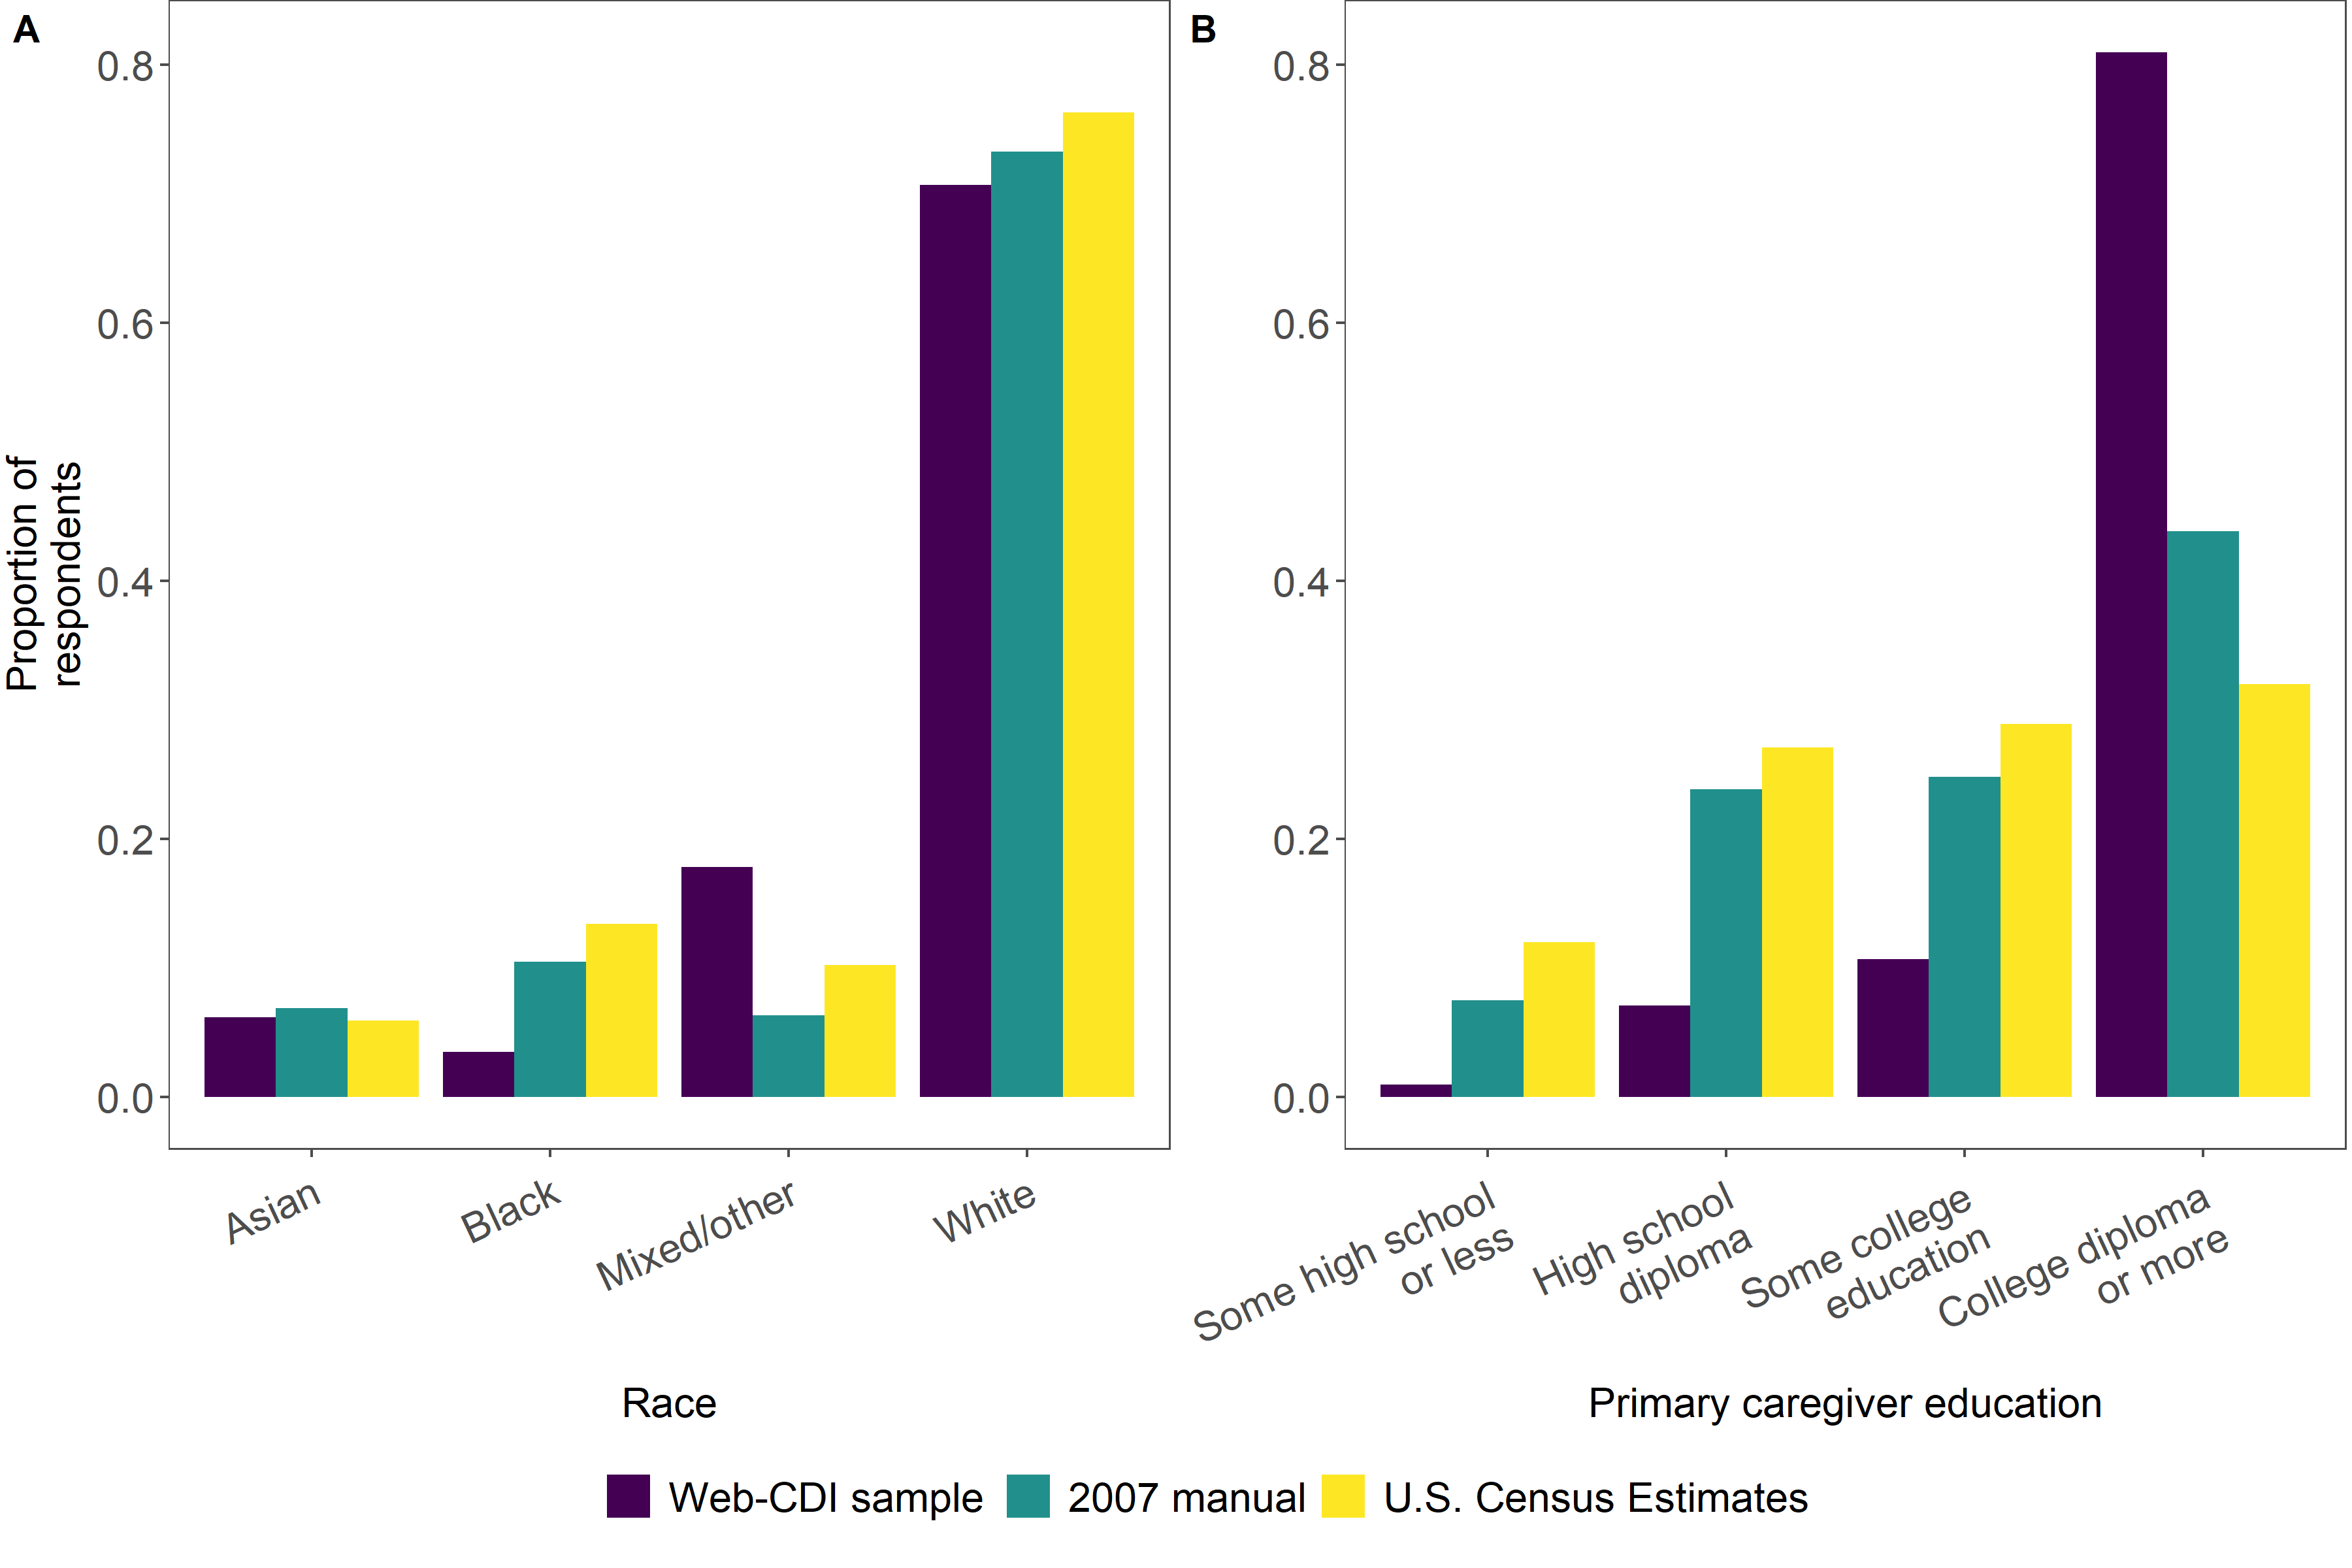 A
0.8
0.6
0.4
0.2
0.0
Proportion of
respondents
Asian
Black
Mixed/other
White
Race
B
0.8
0.6
0.4
0.2
0.0
Some high school
or less
High school
diploma
Some college
education
College diploma
or more
Primary caregiver education
Web-CDI sample
2007 manual
U.S. Census Estimates